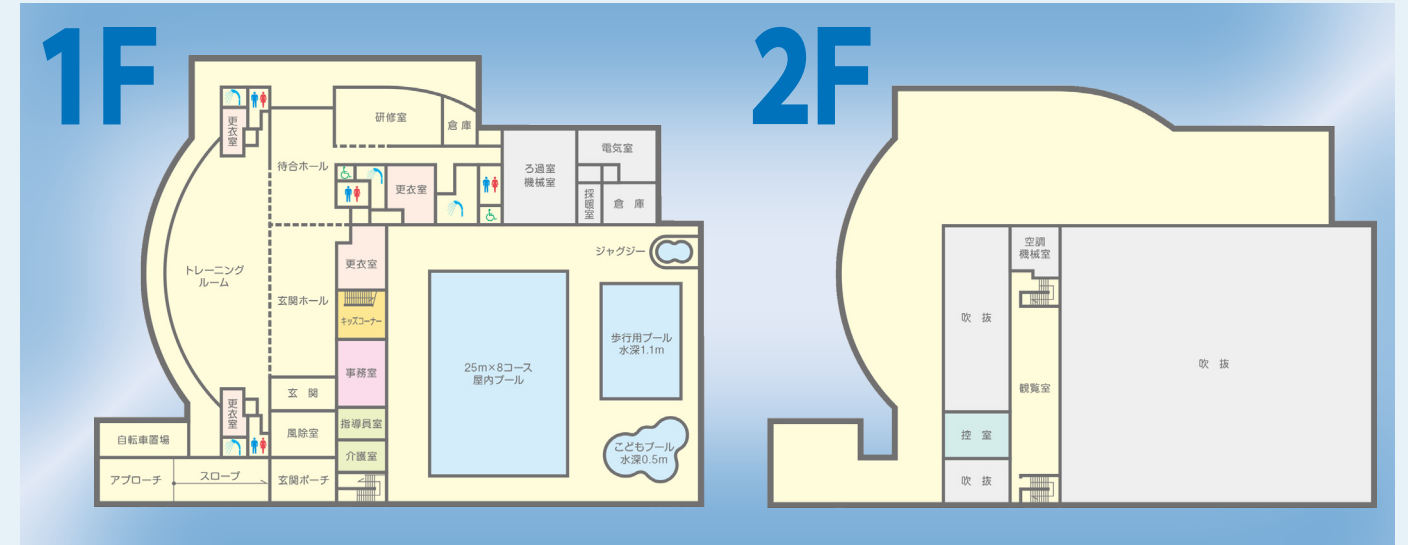 1F
研修室
倉 庫
更
衣
室
待合ホール
更衣室
ろ過室
機械室
電気室
採
暖
室
倉 庫
ジャグジー
更衣室
トレーニング
ルーム
玄関ホール
キッズコーナー
歩行用プール
水深1.1m
25m×8コース
屋内プール
事務室
玄 関
更
衣
室
指導員室
風除室
自転車置場
介護室
こどもプール
水深0.5m
アプローチ
スロープ
玄関ポーチ
2F
空調
機械室
吹 抜
吹 抜
観覧室
控 室
吹 抜